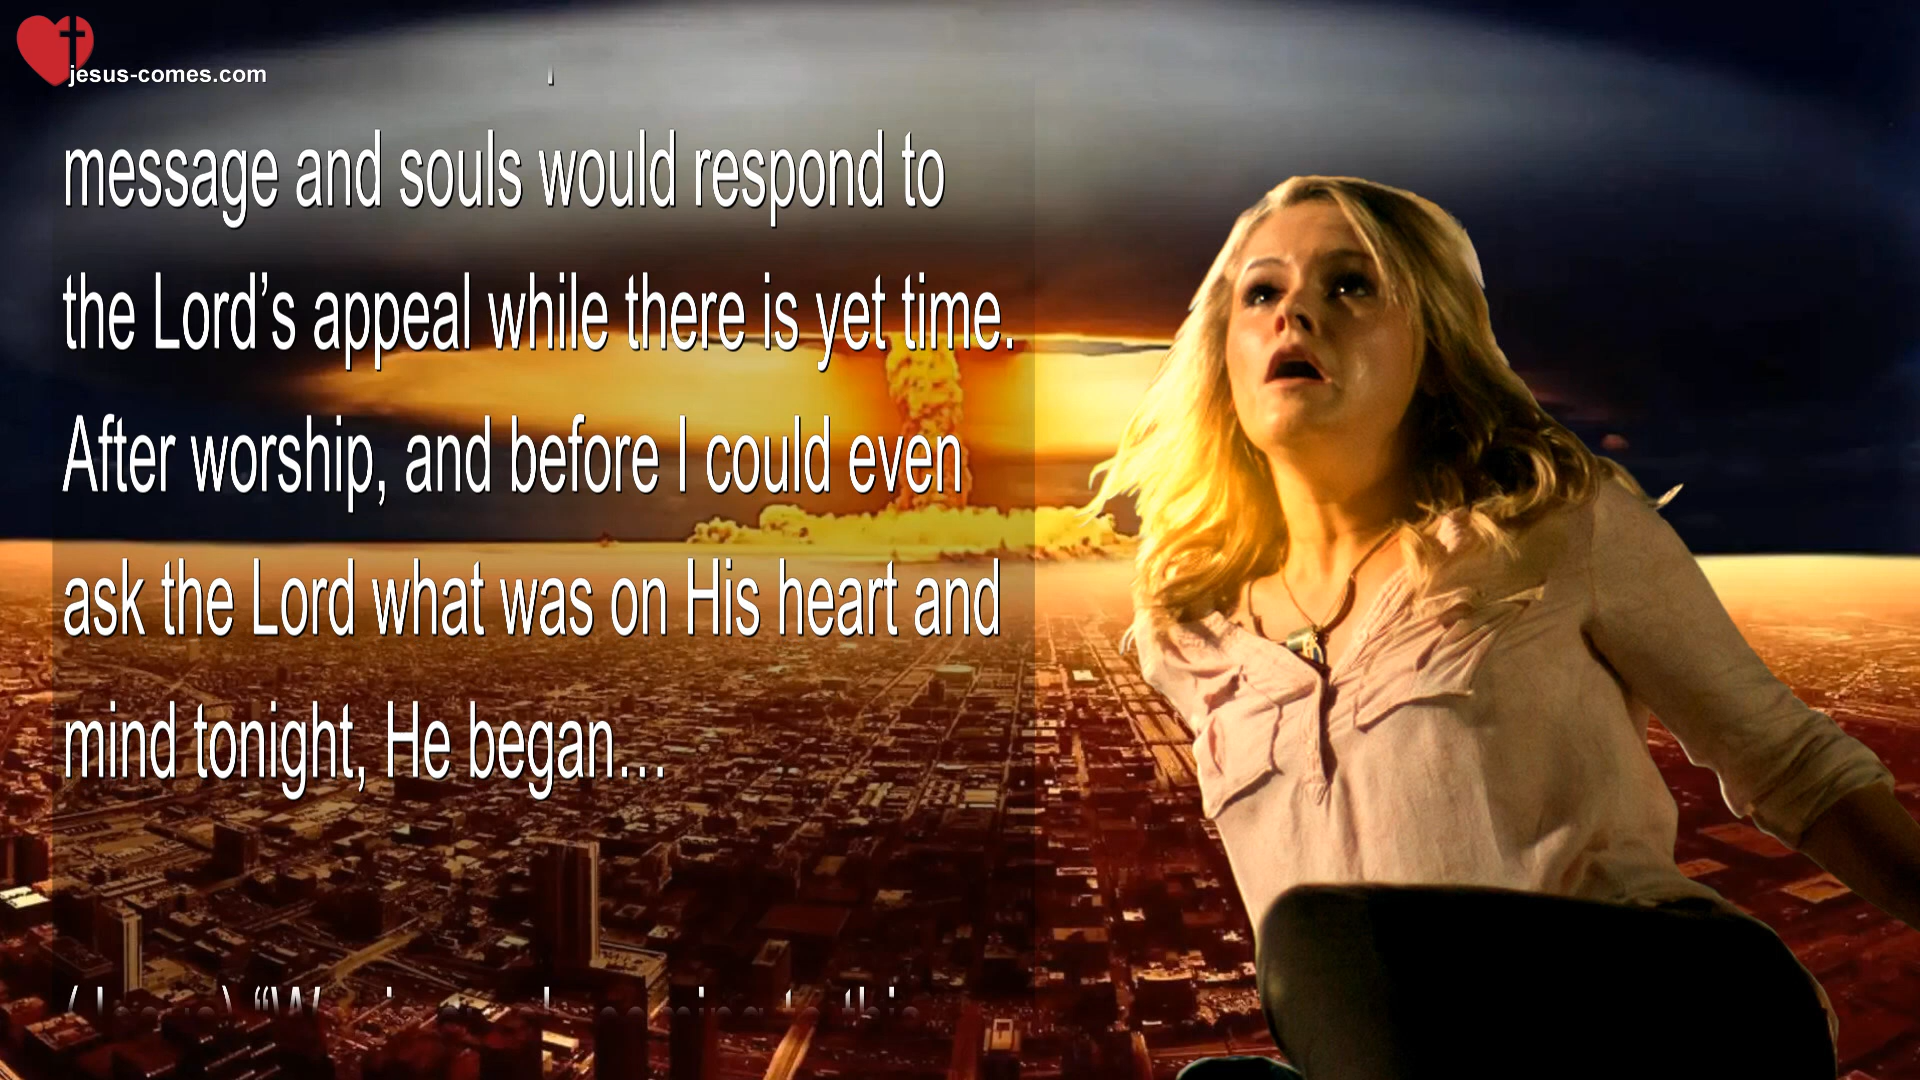 jesus-comes.com
message and souls would respond to
the Lord’s appeal while there is yet time.
After worship, and before I could even
ask the Lord what was on His heart and
mind tonight, He began…
(Jesus) “W